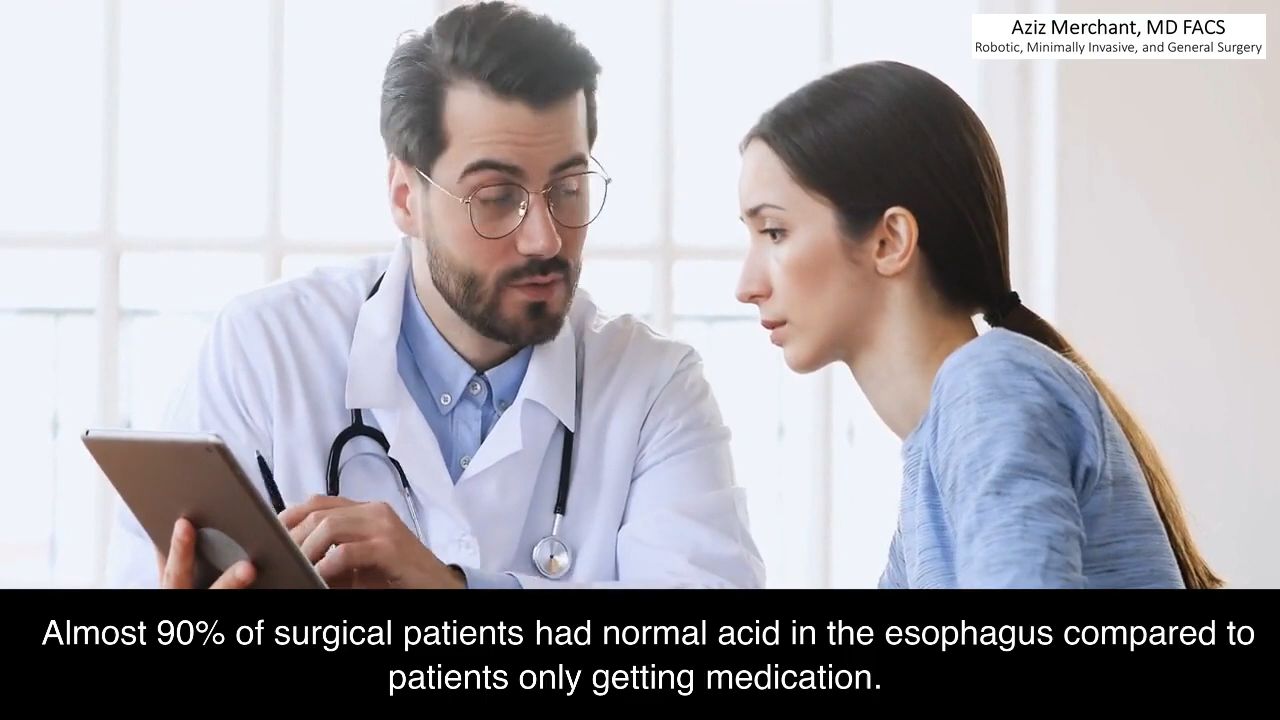 Aziz Merchant, MD FACS
Robotic, Minimally Invasive, and General Surgery
Almost 90% of surgical patients had normal acid in the esophagus compared to
patients only getting medication.